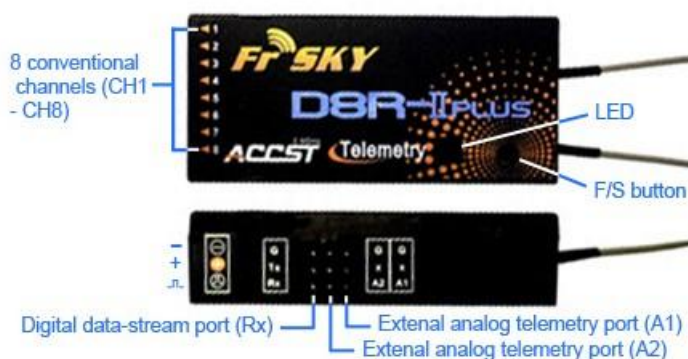 8 conventional
channels (CH1
- CH8)
1
2
3
4
5
6
7
8
FrSKY
D8R-II PLUS
ACCST Telemetry
LED
F/S button
-
+
G
Tx
Rx
G
X
A2
G
X
A1
Digital data-stream port (Rx)
Extenal analog telemetry port (A1)
Extenal analog telemetry port (A2)